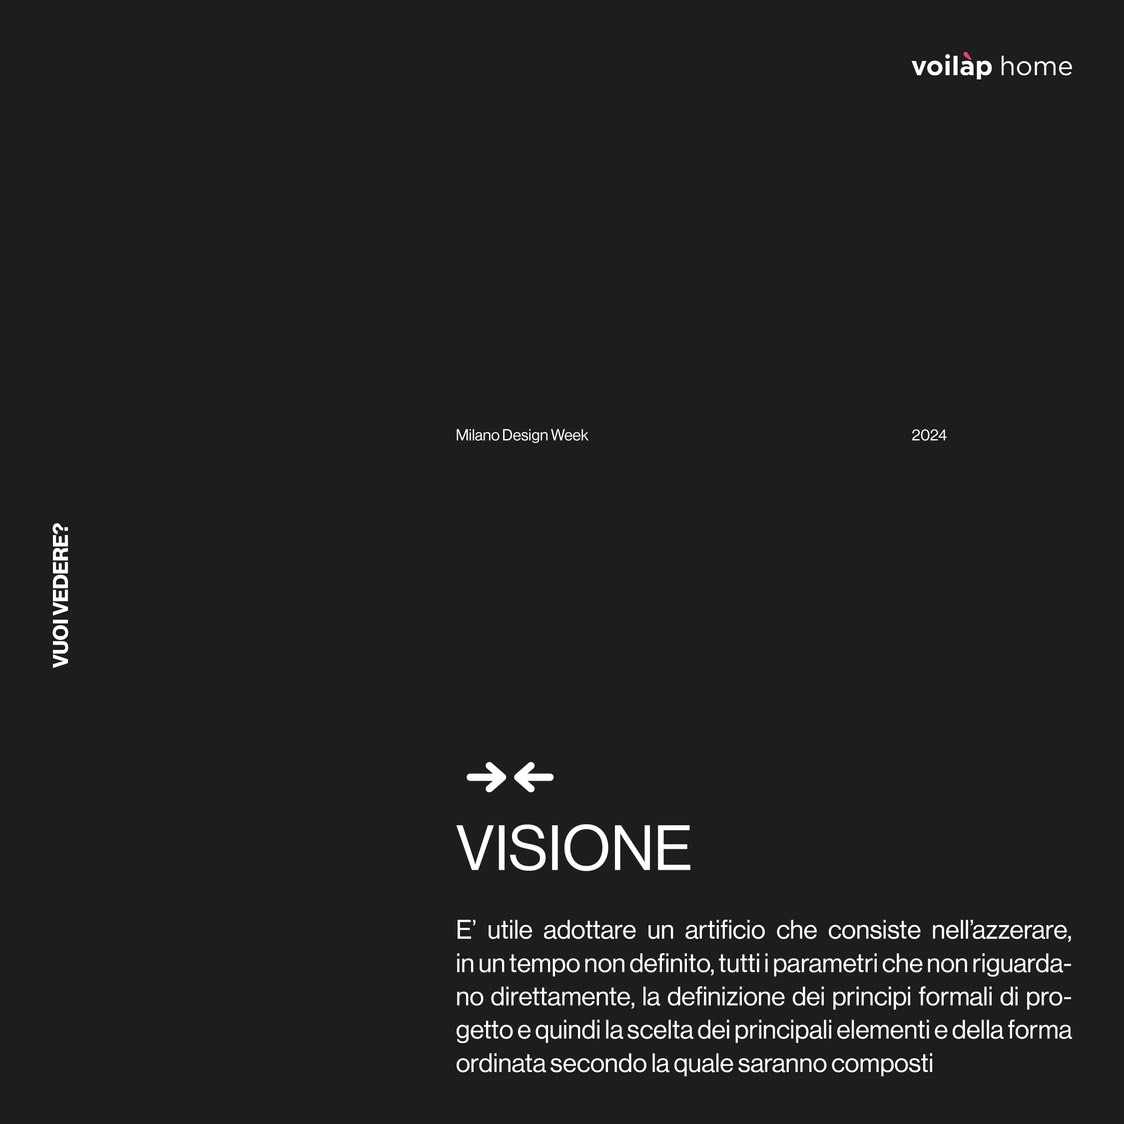 voilàp home
Milano Design Week
2024
VUOI VEDERE?
VISIONE
E’ utile adottare un artificio che consiste nell’azzerare,
in un tempo non definito, tutti i parametri che non riguarda-
no direttamente, la definizione dei principi formali di pro-
getto e quindi la scelta dei principali elementi e della forma
ordinata secondo la quale saranno composti